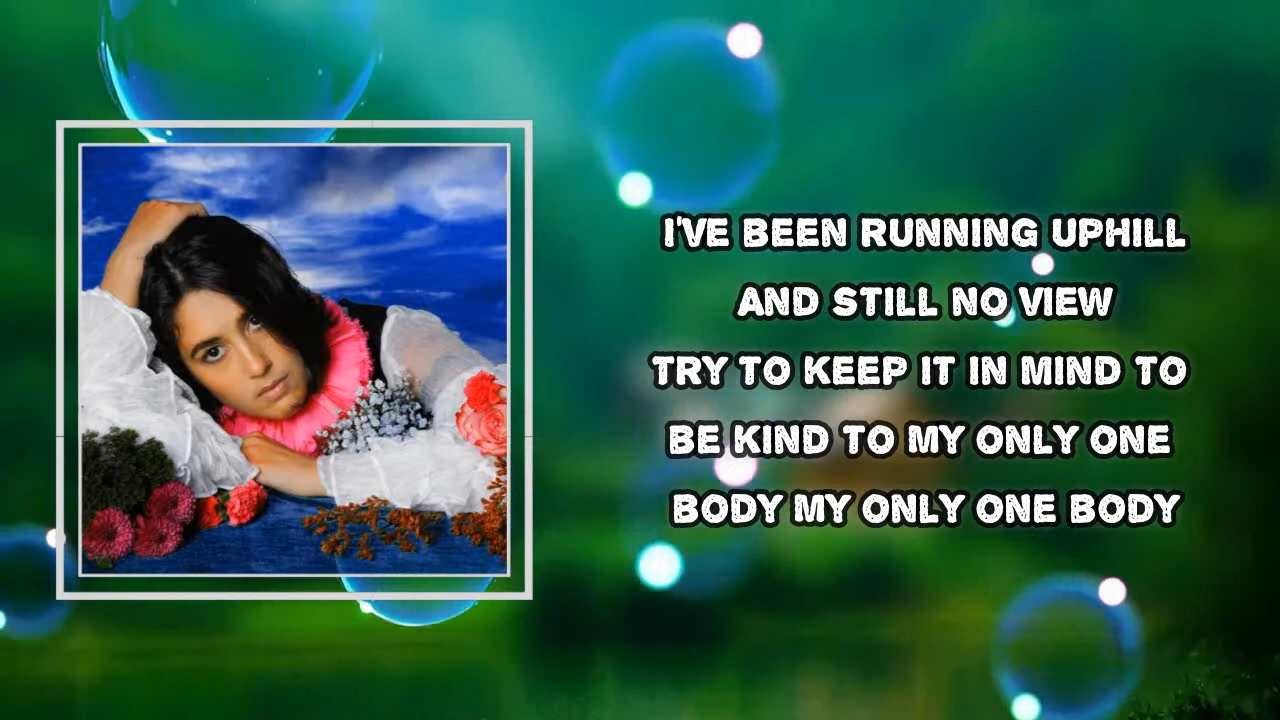 I'VE BEEN RUNNING UPHILL
AND STILL NO VIEW
TRY TO KEEP IT IN MIND TO
BE KIND TO MY ONLY ONE
BODY MY ONLY ONE BODY